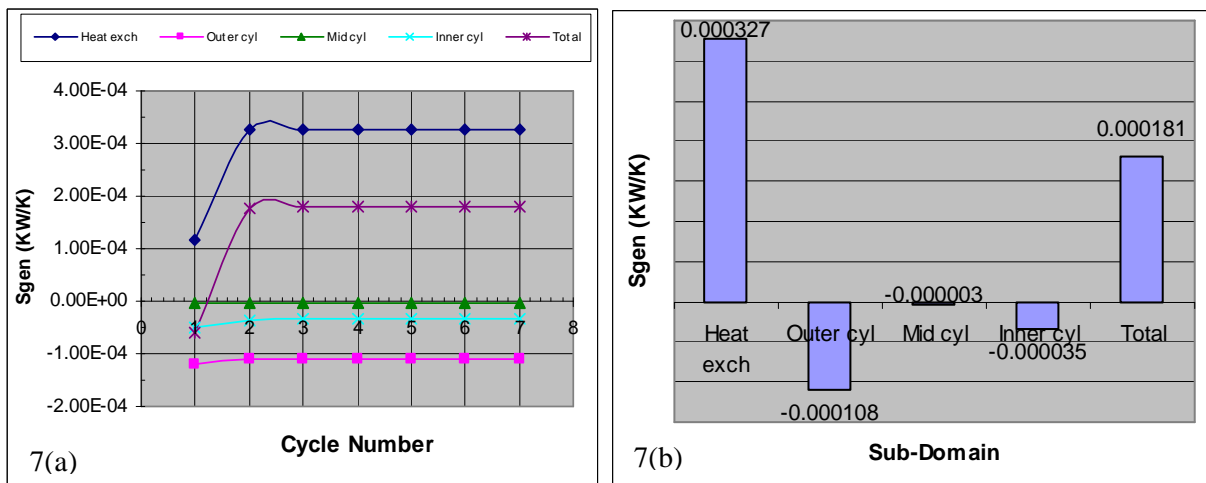 Heat exch Outer cyl Mid cyl Inner cyl Total
4.00E-04
3.00E-04
2.00E-04
1.00E-04
0.00E+00
-1.00E-04
-2.00E-04
Sgen (KW/K)
0 1 2 3 4 5 6 7 8
Cycle Number
7(a)
0.000327
0.000181
-0.000003
-0.000035
-0.000108
Sgen (KW/K)
Heat exch Outer cyl Mid cyl Inner cyl Total
Sub-Domain
7(b)